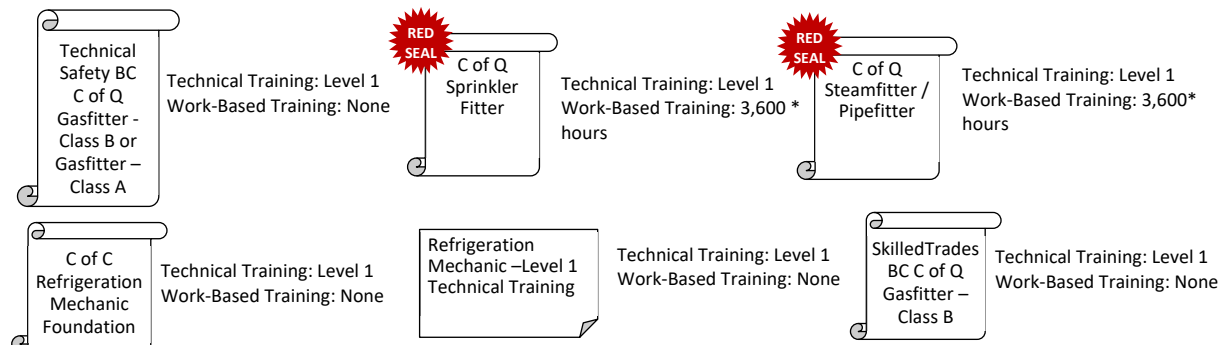 Technical
Safety BC
C of Q
Gasfitter -
Class B or
Gasfitter –
Class A
Technical Training: Level 1
Work-Based Training: None
RED
SEAL
C of Q
Sprinkler
Fitter
Technical Training: Level 1
Work-Based Training: 3,600 *
hours
RED
SEAL
C of Q
Steamfitter /
Pipefitter
Technical Training: Level 1
Work-Based Training: 3,600*
hours
C of C
Refrigeration
Mechanic
Foundation
Technical Training: Level 1
Work-Based Training: None
Refrigeration
Mechanic –Level 1
Technical Training
Technical Training: Level 1
Work-Based Training: None
SkilledTrades
BC C of Q
Gasfitter –
Class B
Technical Training: Level 1
Work-Based Training: None